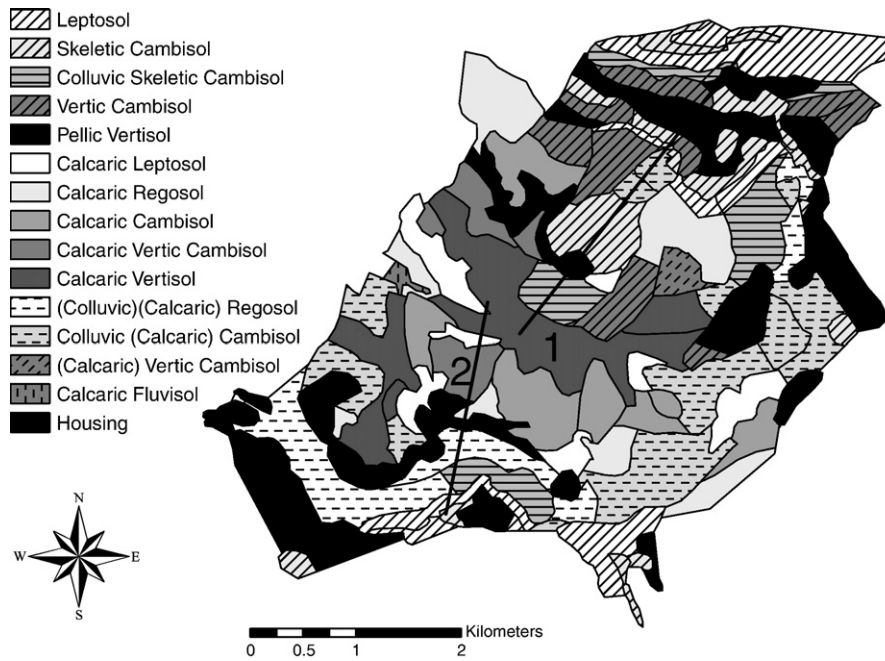 Leptosol
Skeletic Cambisol
Colluvic Skeletic Cambisol
Vertic Cambisol
Pellic Vertisol
Calcaric Leptosol
Calcaric Regosol
Calcaric Cambisol
Calcaric Vertic Cambisol
Calcaric Vertisol
(Colluvic)(Calcaric) Regosol
Colluvic (Calcaric) Cambisol
(Calcaric) Vertic Cambisol
Calcaric Fluvisol
Housing
1
2
N
W E
S
Kilometers
0 0.5 1 2